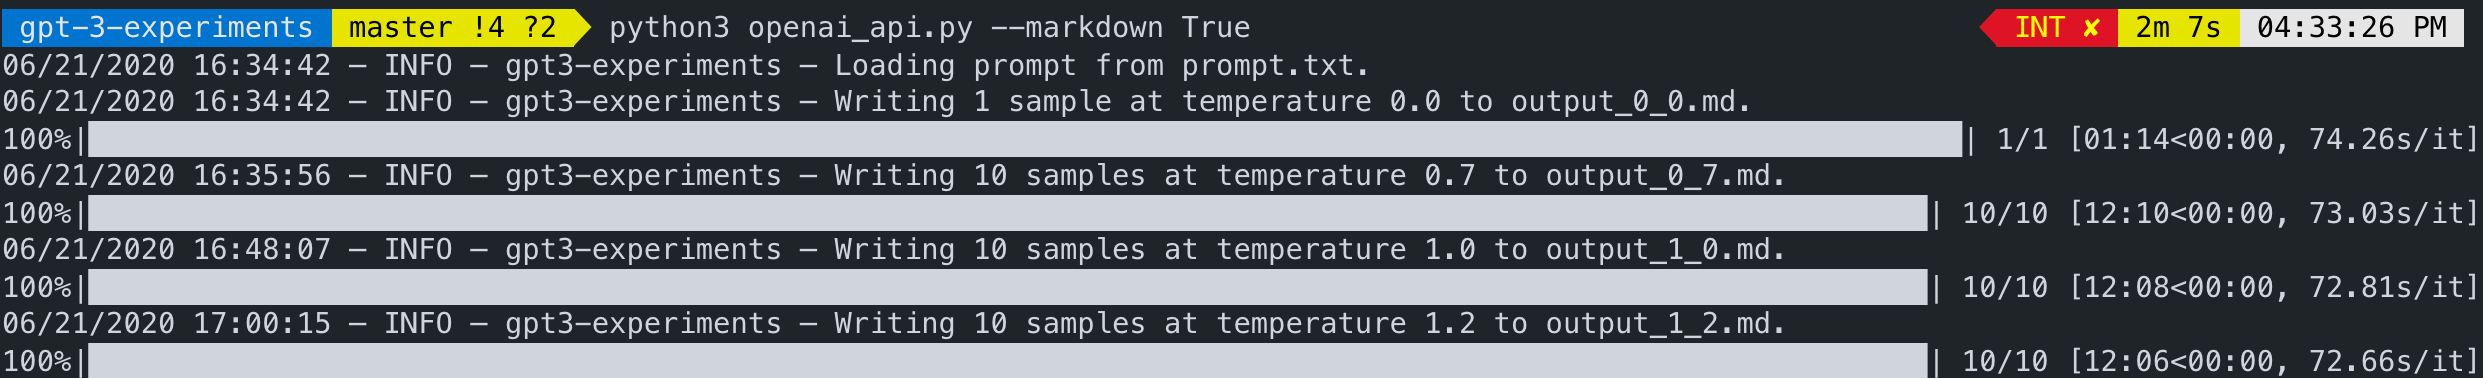 gpt-3-experiments master !4 ?2 python3 openai_api.py --markdown True INT ✘ 2m 7s 04:33:26 PM
06/21/2020 16:34:42 — INFO — gpt3-experiments — Loading prompt from prompt.txt.
06/21/2020 16:34:42 — INFO — gpt3-experiments — Writing 1 sample at temperature 0.0 to output_0_0.md.
100%| | 1/1 [01:14<00:00, 74.26s/it]
06/21/2020 16:35:56 — INFO — gpt3-experiments — Writing 10 samples at temperature 0.7 to output_0_7.md.
100%| | 10/10 [12:10<00:00, 73.03s/it]
06/21/2020 16:48:07 — INFO — gpt3-experiments — Writing 10 samples at temperature 1.0 to output_1_0.md.
100%| | 10/10 [12:08<00:00, 72.81s/it]
06/21/2020 17:00:15 — INFO — gpt3-experiments — Writing 10 samples at temperature 1.2 to output_1_2.md.
100%| | 10/10 [12:06<00:00, 72.66s/it]